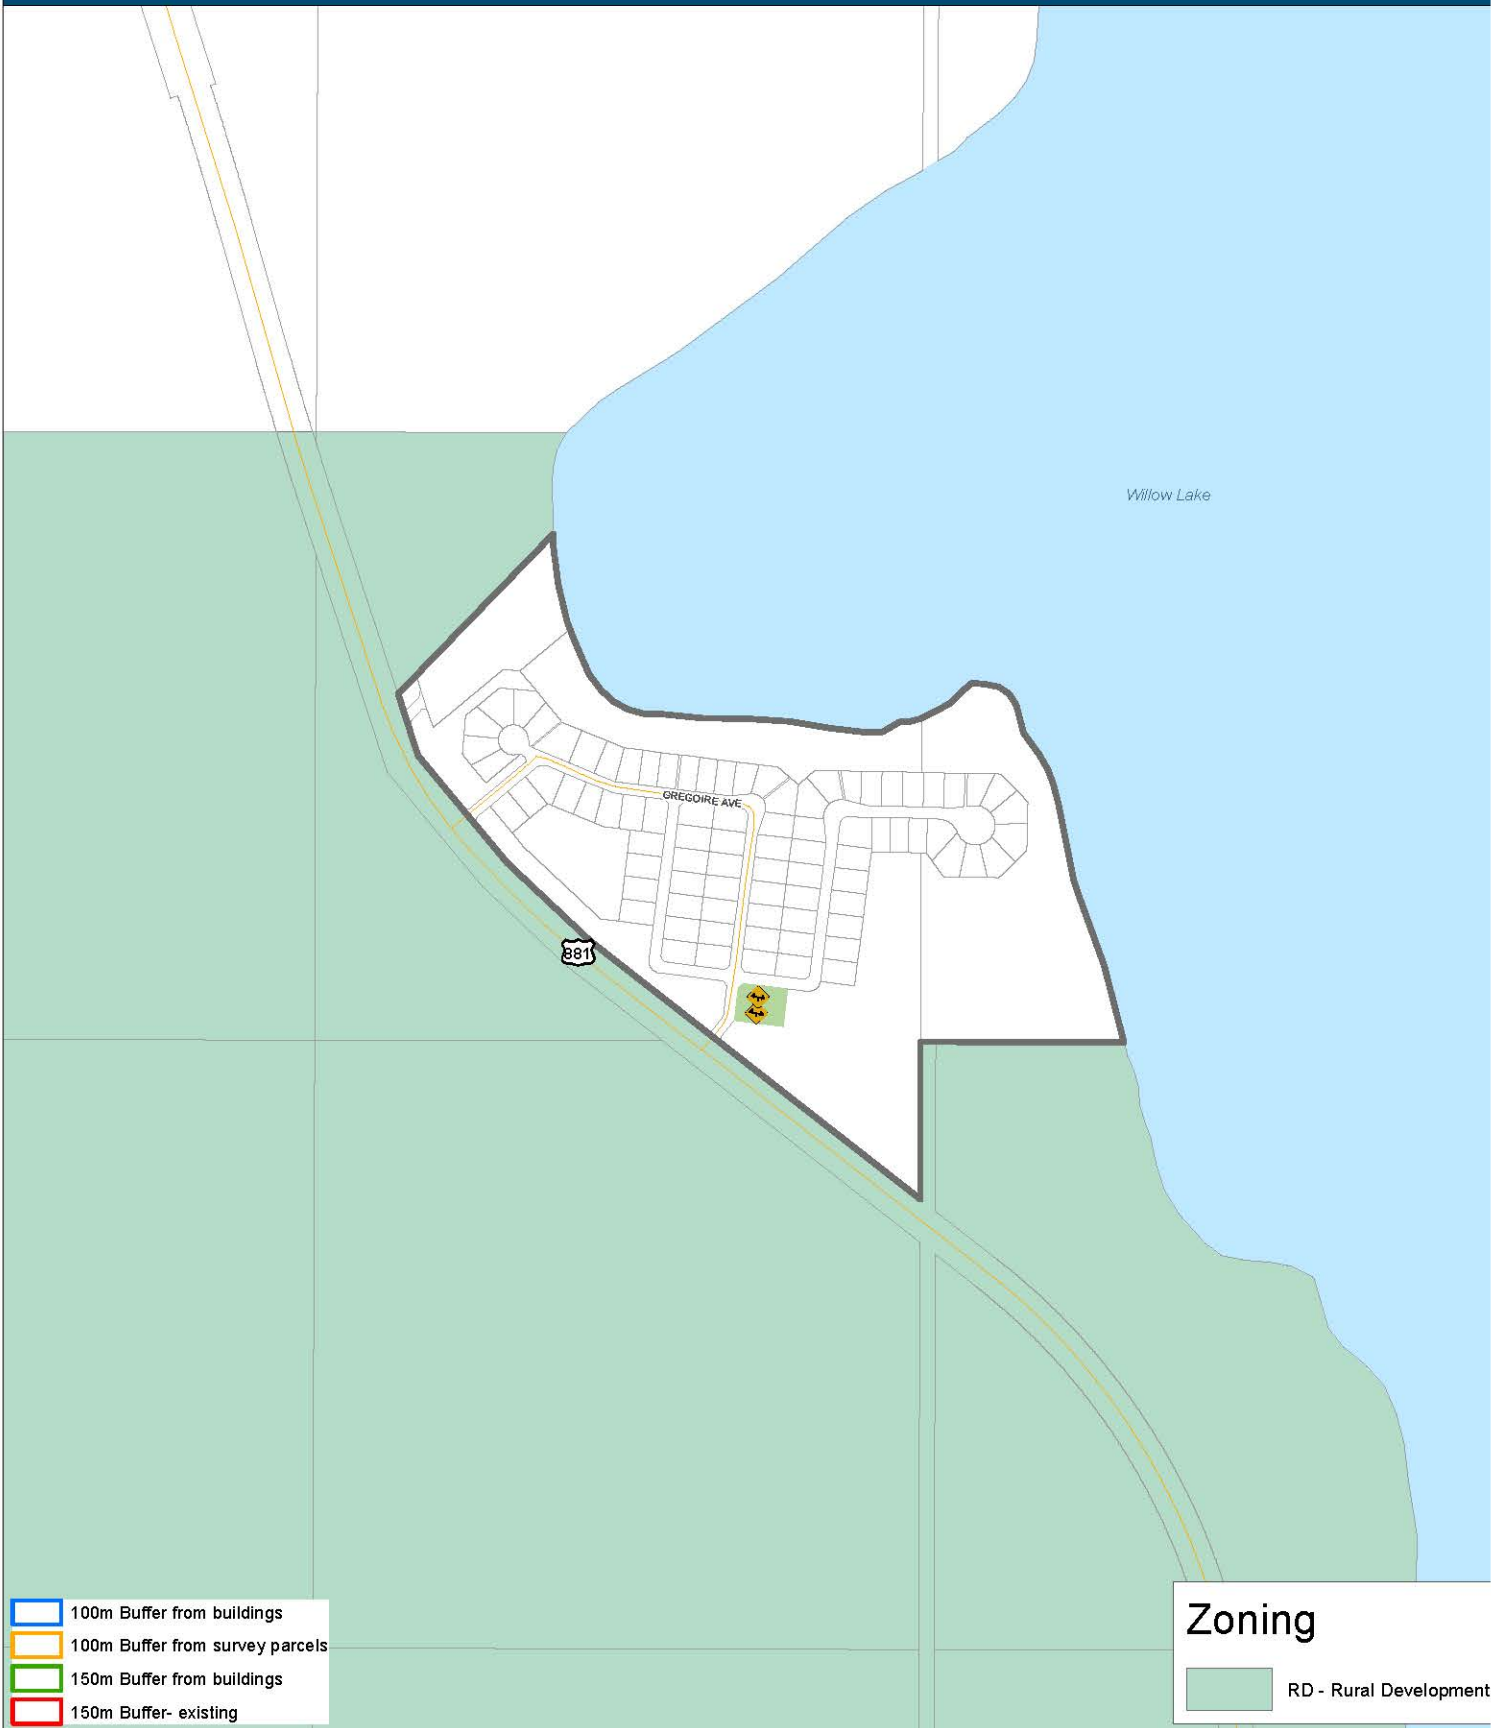 Willow Lake
GREGOIRE AVE
881
100m Buffer from buildings
100m Buffer from survey parcels
150m Buffer from buildings
150m Buffer- existing
Zoning
RD - Rural Development